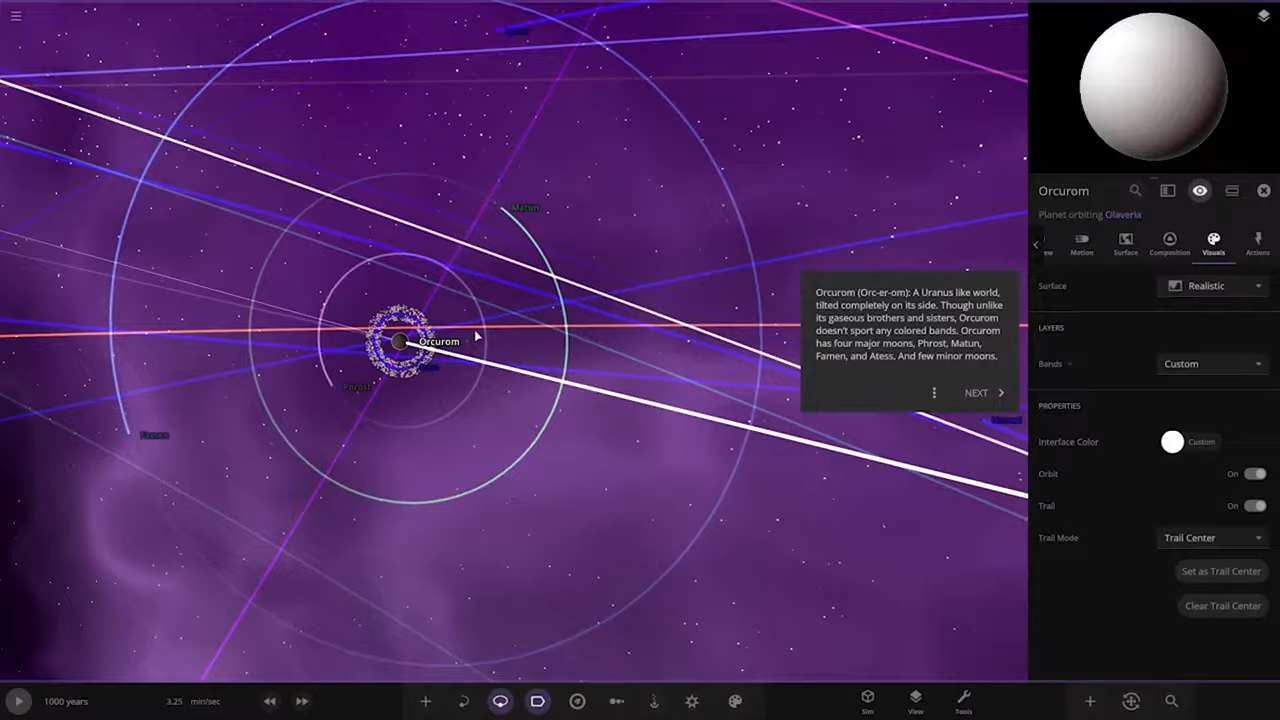 Matun
Orcurom
Phrost
Famen
Orcurom (Orc-er-om): A Uranus like world,
tilted completely on its side. Though unlike
its gaseous brothers and sisters, Orcurom
doesn't sport any colored bands. Orcurom
has four major moons, Phrost, Matun,
Famen, and Atess. And few minor moons.
NEXT
Orcurom
Planet orbiting Olaveria
ew
Motion
Surface
Composition
Visuals
Actions
Surface
Realistic
LAYERS
Bands
Custom
PROPERTIES
Interface Color
Custom
Orbit
On
Trail
On
Trail Mode
Trail Center
Set as Trail Center
Clear Trail Center
1000 years
3.25 min/sec
Sim
View
Tools